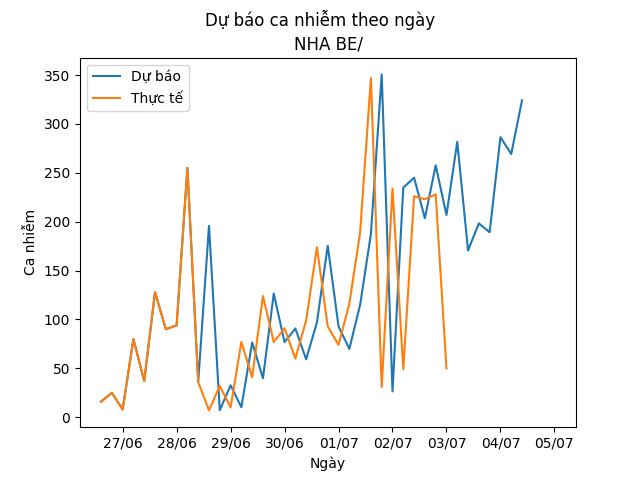 Dự báo ca nhiễm theo ngày
NHA BE/
Dự báo
Thực tế
350
300
250
200
150
100
50
0
Ca nhiễm
27/06 28/06 29/06 30/06 01/07 02/07 03/07 04/07 05/07
Ngày